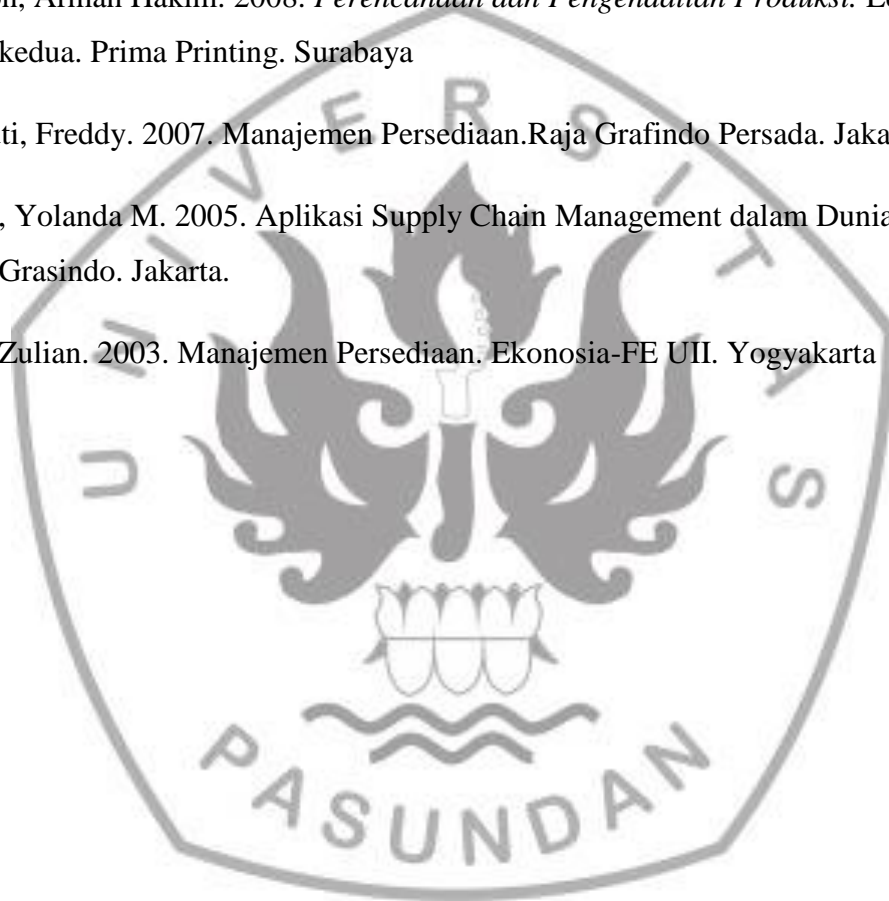 Arman Hakim. 2008. Perencanaan dan Pengendalian Produksi.
kedua. Prima Printing. Surabaya
ti, Freddy. 2007. Manajemen Persediaan.Raja Grafindo Persada. Jaka
, Yolanda M. 2005. Aplikasi Supply Chain Management dalam Dunia
Grasindo. Jakarta.
Zulian. 2003. Manajemen Persediaan. Ekonosia-FE UII. Yogyakarta
UNIVERSITAS
PASUNDAN